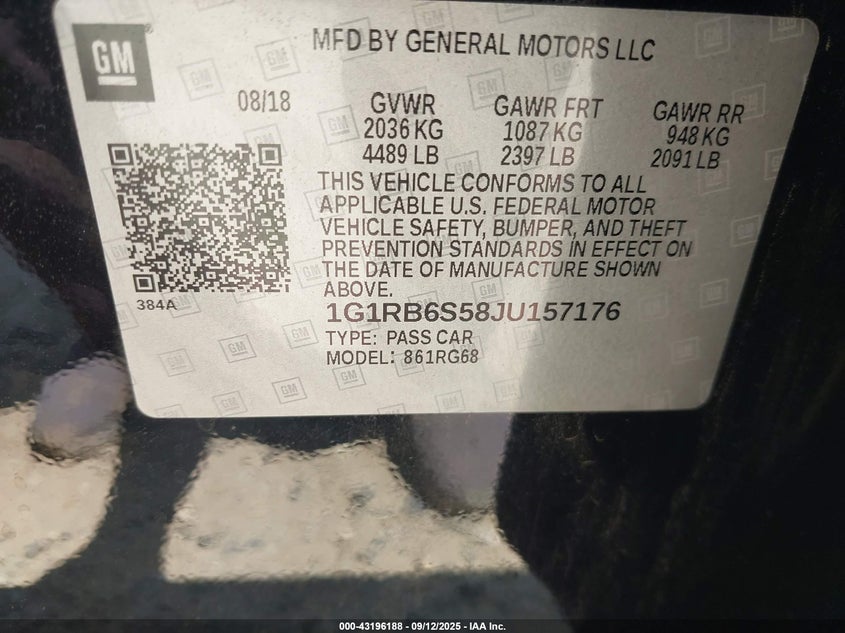 GM
MFD BY GENERAL MOTORS LLC
08/18
GVWR
2036 KG
4489 LB
GAWR FRT
1087 KG
2397 LB
GAWR RR
948 KG
2091 LB
THIS VEHICLE CONFORMS TO ALL
APPLICABLE U.S. FEDERAL MOTOR
VEHICLE SAFETY, BUMPER, AND THEFT
PREVENTION STANDARDS IN EFFECT ON
THE DATE OF MANUFACTURE SHOWN
ABOVE.
384A
1G1RB6S58JU157176
TYPE: PASS CAR
MODEL: 861RG68
000-43196188 - 09/12/2025 - IAA Inc.